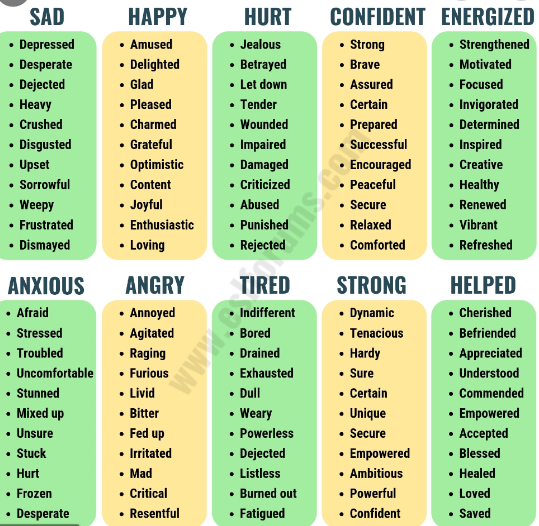 SAD
Depressed
Desperate
Dejected
Heavy
Crushed
Disgusted
Upset
Sorrowful
Weepy
Frustrated
Dismayed
HAPPY
Amused
Delighted
Glad
Pleased
Charmed
Grateful
Optimistic
Content
Joyful
Enthusiastic
Loving
HURT
Jealous
Betrayed
Let down
Tender
Wounded
Impaired
Damaged
Criticized
Abused
Punished
Rejected
CONFIDENT
Strong
Brave
Assured
Certain
Prepared
Successful
Encouraged
Peaceful
Secure
Relaxed
Comforted
ENERGIZED
Strengthened
Motivated
Focused
Invigorated
Determined
Inspired
Creative
Healthy
Renewed
Vibrant
Refreshed
ANXIOUS
Afraid
Stressed
Troubled
Uncomfortable
Stunned
Mixed up
Unsure
Stuck
Hurt
Frozen
Desperate
ANGRY
Annoyed
Agitated
Raging
Furious
Livid
Bitter
Fed up
Irritated
Mad
Critical
Resentful
TIRED
Indifferent
Bored
Drained
Exhausted
Dull
Weary
Powerless
Dejected
Listless
Burned out
Fatigued
STRONG
Dynamic
Tenacious
Hardy
Sure
Certain
Unique
Secure
Empowered
Ambitious
Powerful
Confident
HELPED
Cherished
Befriended
Appreciated
Understood
Commended
Empowered
Accepted
Blessed
Healed
Loved
Saved
www.eslforums.com